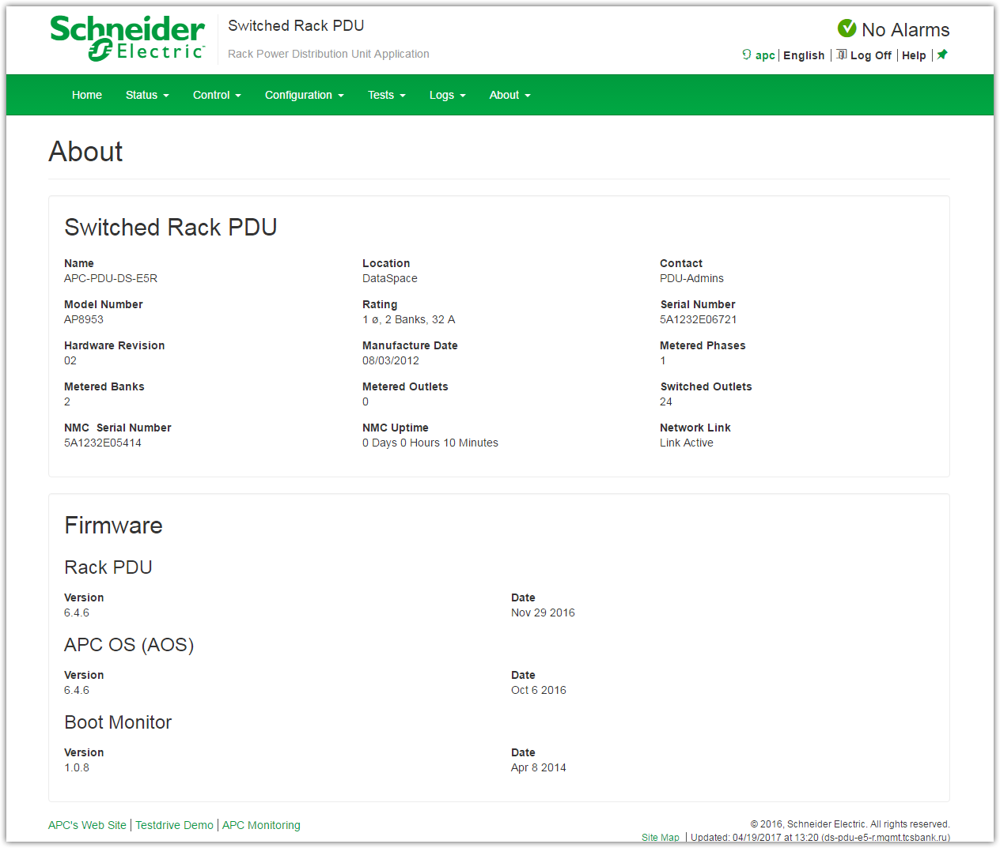 Schneider Electric
Switched Rack PDU
Rack Power Distribution Unit Application
No Alarms
apc | English | Log Off | Help |
Home Status Control Configuration Tests Logs About
About
Switched Rack PDU
Name Location Contact
APC-PDU-DS-E5R DataSpace PDU-Admins
Model Number Rating Serial Number
AP8953 1 ø, 2 Banks, 32 A 5A1232E06721
Hardware Revision Manufacture Date Metered Phases
02 08/03/2012 1
Metered Banks Metered Outlets Switched Outlets
2 0 24
NMC Serial Number NMC Uptime Network Link
5A1232E05414 0 Days 0 Hours 10 Minutes Link Active
Firmware
Rack PDU
Version Date
6.4.6 Nov 29 2016
APC OS (AOS)
Version Date
6.4.6 Oct 6 2016
Boot Monitor
Version Date
1.0.8 Apr 8 2014
APC's Web Site | Testdrive Demo | APC Monitoring © 2016, Schneider Electric. All rights reserved.
Site Map | Updated: 04/19/2017 at 13:20 (ds-pdu-e5-r.mgmt.tcsbank.ru)